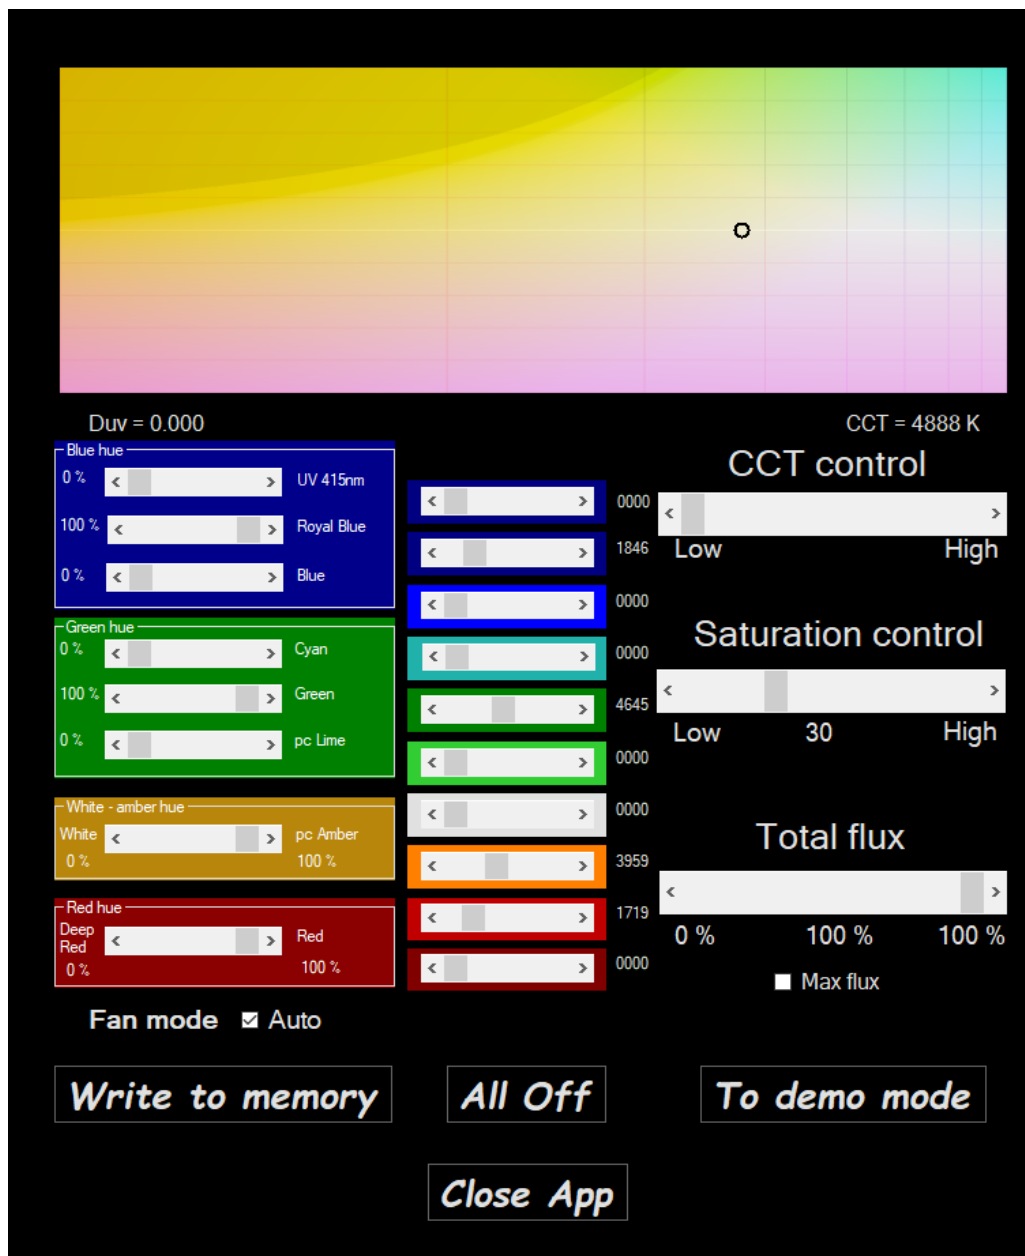 Duv = 0.000
CCT = 4888 K
Blue hue
0 %
UV 415nm
100 %
Royal Blue
0 %
Blue
Green hue
0 %
Cyan
100 %
Green
0 %
pc Lime
White - amber hue
White
pc Amber
0 %
100 %
Red hue
Deep
Red
Red
0 %
100 %
Fan mode
Auto
0000
1846
0000
0000
4645
0000
0000
3959
1719
0000
CCT control
Low
High
Saturation control
Low
30
High
Total flux
0 %
100 %
100 %
Max flux
Write to memory
All Off
To demo mode
Close App